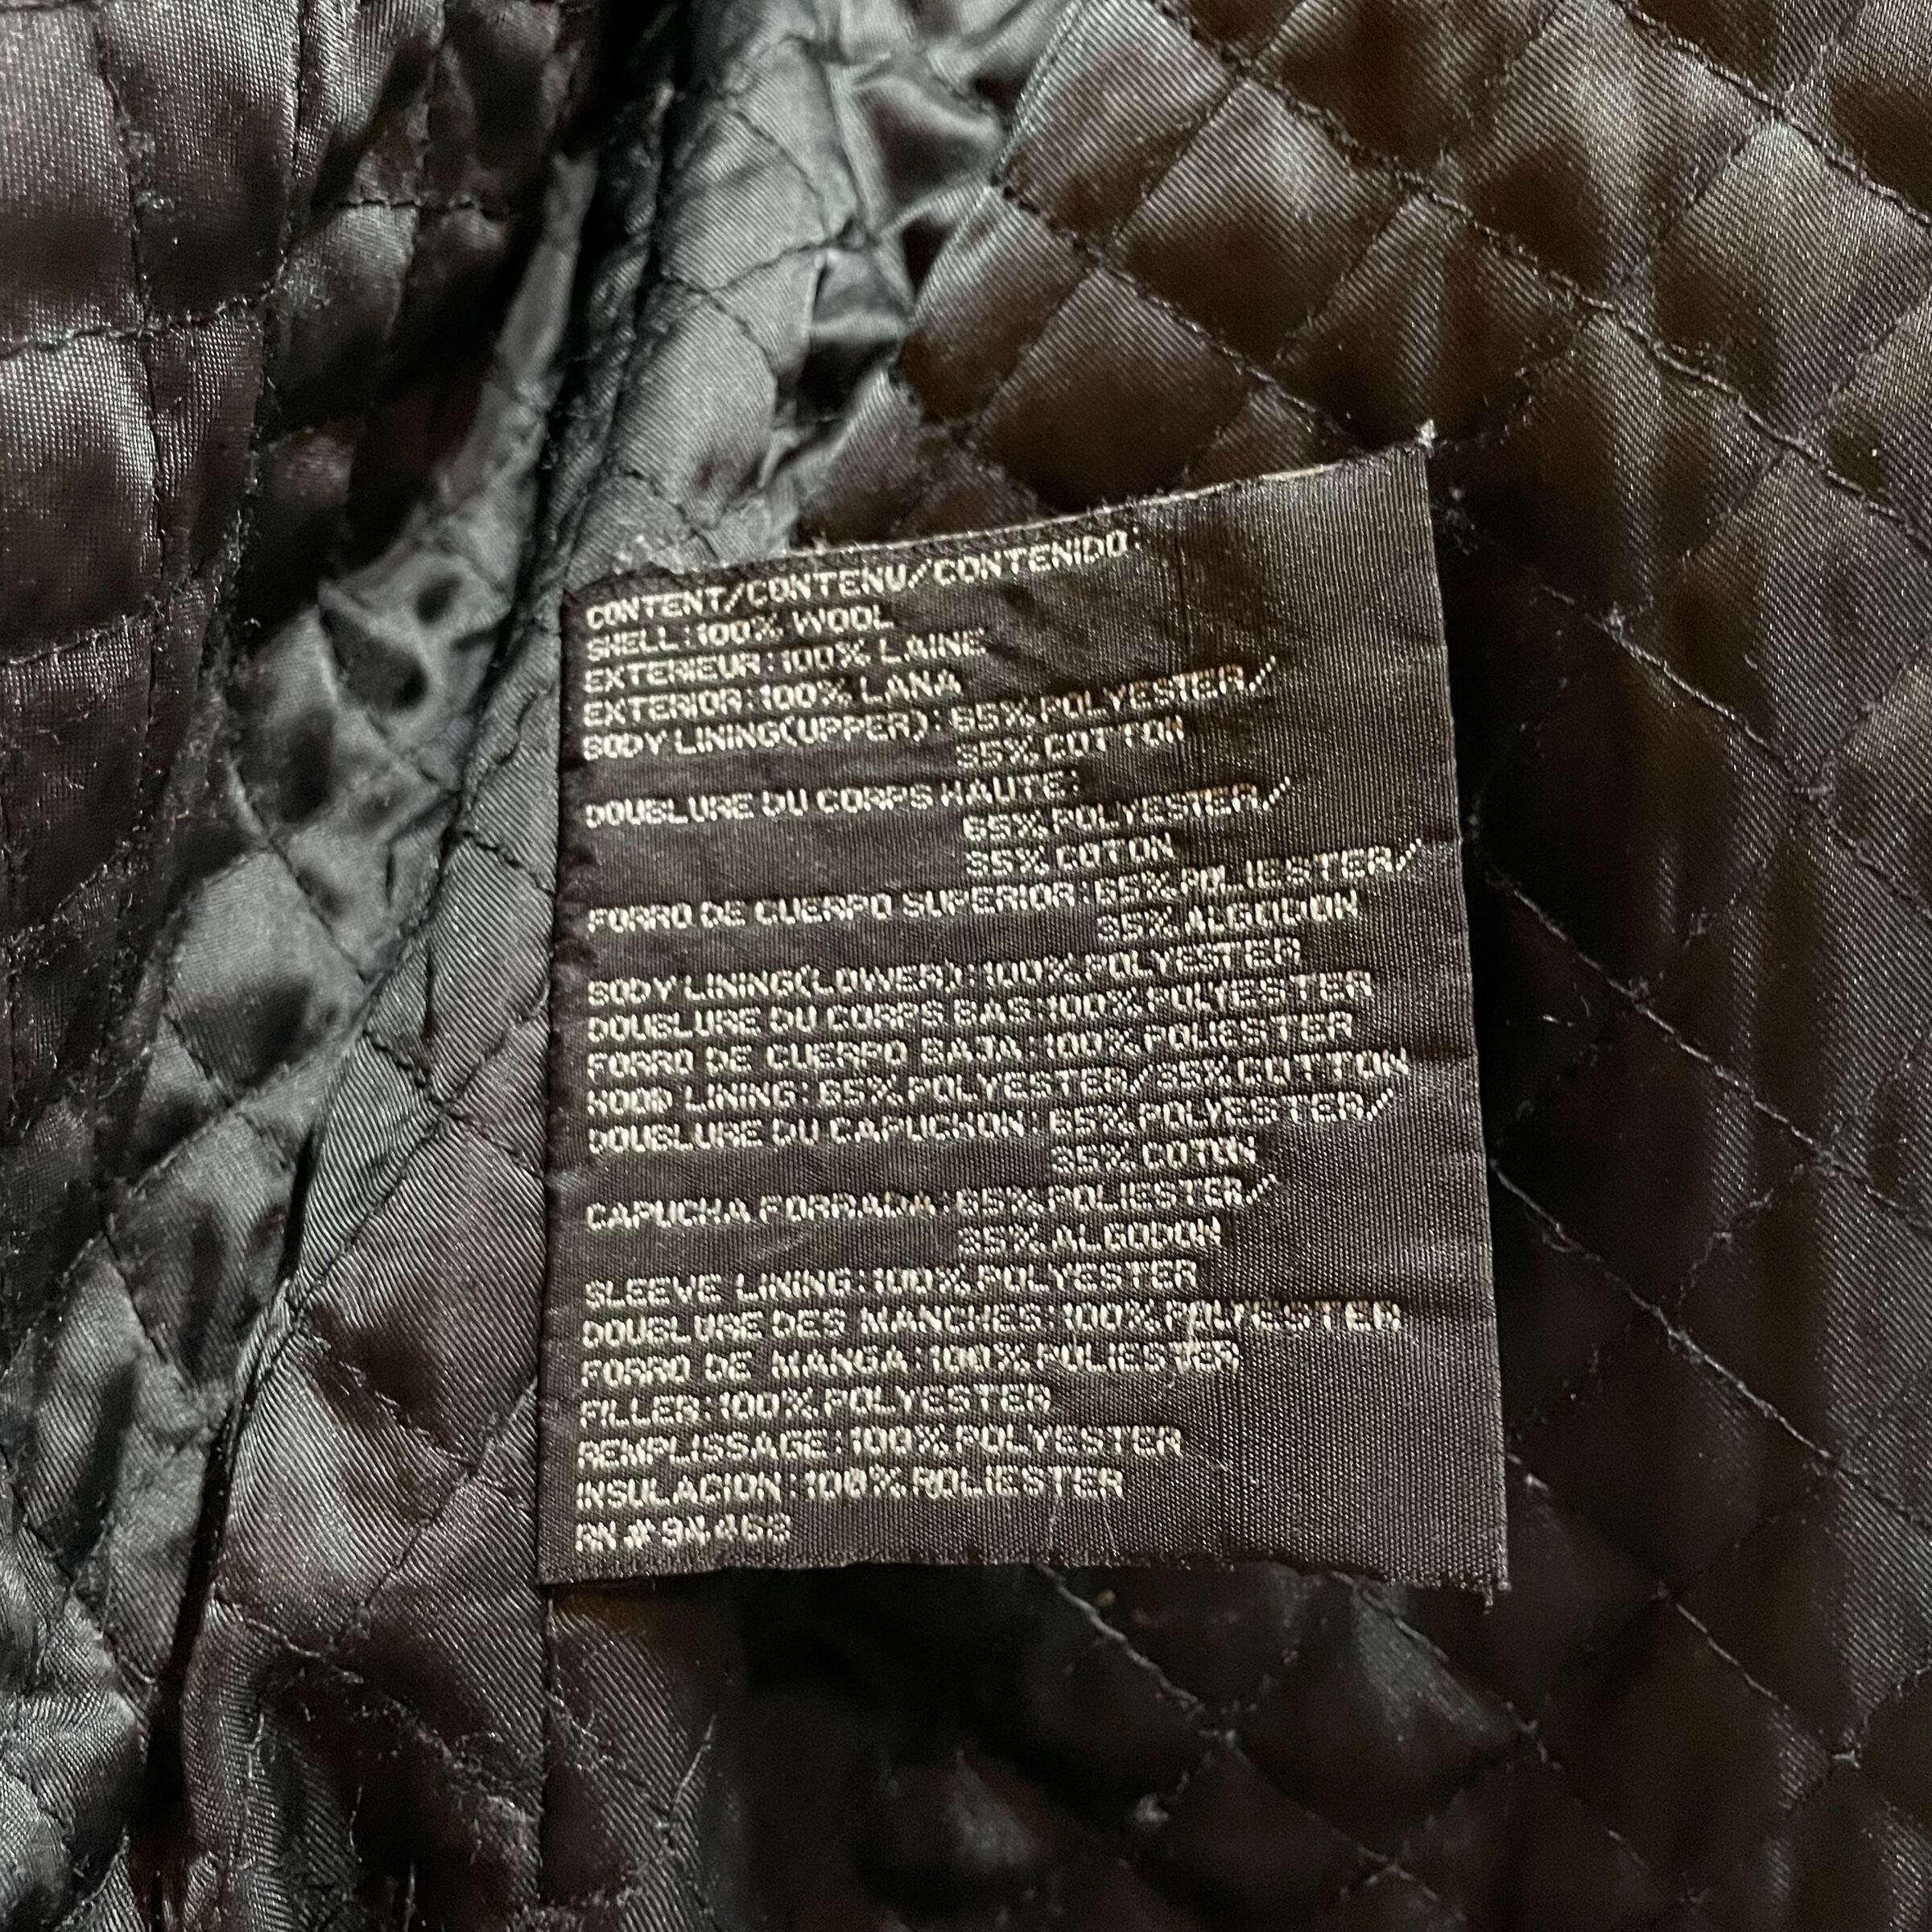 CONTENT/CONTENU/CONTENIDO:
SHELL:100% WOOL
EXTERIEUR:100% LAINE
EXTERIOR:100% LANA
BODY LINING(UPPER): 65%POLYESTER/
35%COTTON
DOUBLURE DU CORPS HAUTE:
65%POLYESTER/
35%COTON
FORRO DE CUERPO SUPERIOR:65%POLIESTER/
35%ALGODON
BODY LINING(LOWER):100%POLYESTER
DOUBLURE DU CORPS BAS:100%POLYESTER
FORRO DE CUERPO BAJA:100%POLIESTER
HOOD LINING: 65%POLYESTER/35%COTTON
DOUBLURE DU CAPUCHON: 65%POLYESTER/
35%COTON
CAPUCHA FORRADA:65%POLIESTER/
35%ALGODON
SLEEVE LINING:100%POLYESTER
DOUBLURE DES MANCHES:100%POLYESTER
FORRO DE MANGA:100%POLIESTER
FILLER:100%POLYESTER
REMPLISSAGE:100%POLYESTER
INSULACION:100%POLIESTER
RN#